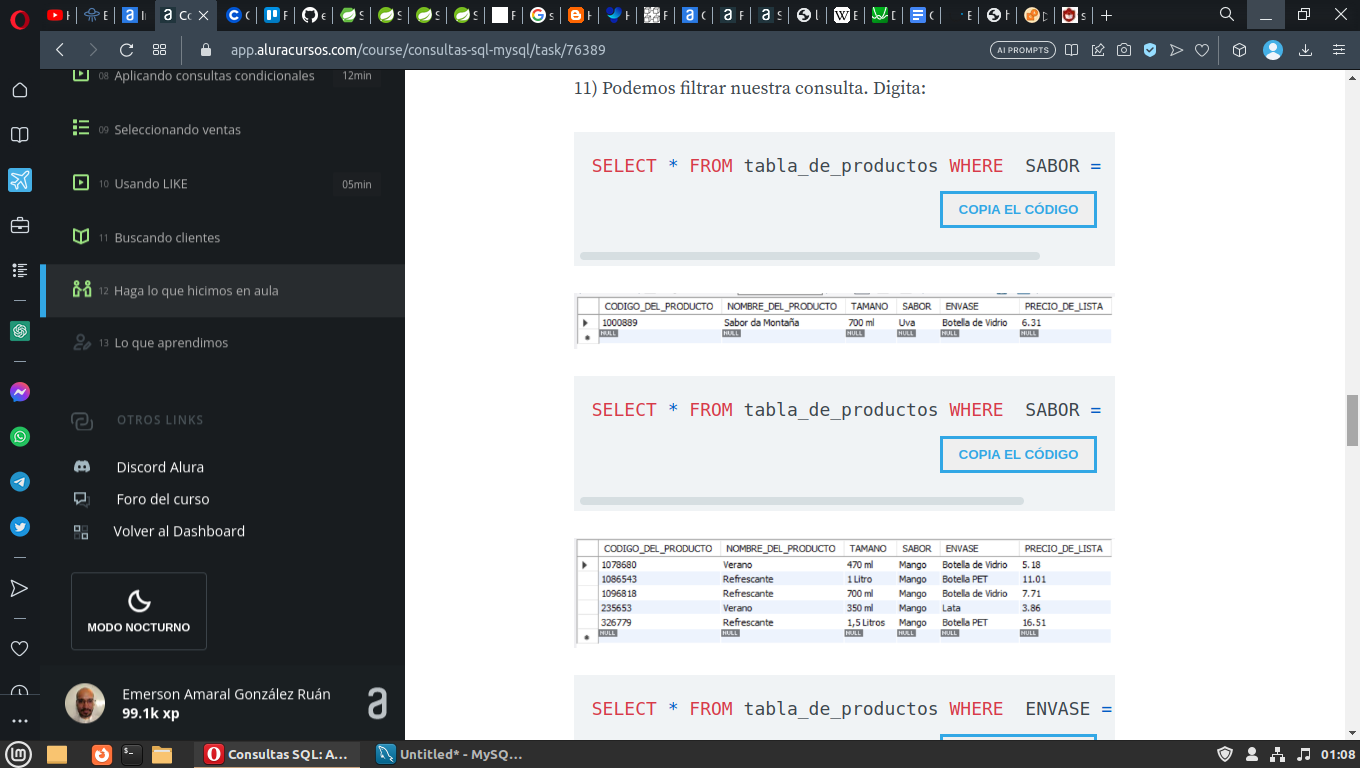 app.aluracursos.com/course/consultas-sql-mysql/task/76389
AI PROMPTS
08 Aplicando consultas condicionales 12min
09 Seleccionando ventas
10 Usando LIKE 05min
11 Buscando clientes
12 Haga lo que hicimos en aula
13 Lo que aprendimos
OTROS LINKS
Discord Alura
Foro del curso
Volver al Dashboard
MODO NOCTURNO
Emerson Amaral González Ruán
99.1k xp
11) Podemos filtrar nuestra consulta. Digita:
SELECT * FROM tabla_de_productos WHERE SABOR =
COPIA EL CÓDIGO
CODIGO_DEL_PRODUCTO NOMBRE_DEL_PRODUCTO TAMANO SABOR ENVASE PRECIO_DE_LISTA
1000889 Sabor da Montaña 700 ml Uva Botella de Vidrio 6.31
NULL NULL NULL NULL NULL NULL
SELECT * FROM tabla_de_productos WHERE SABOR =
COPIA EL CÓDIGO
CODIGO_DEL_PRODUCTO NOMBRE_DEL_PRODUCTO TAMANO SABOR ENVASE PRECIO_DE_LISTA
1078680 Verano 470 ml Mango Botella de Vidrio 5.18
1086543 Refrescante 1 Litro Mango Botella PET 11.01
1096818 Refrescante 700 ml Mango Botella de Vidrio 7.71
235653 Verano 350 ml Mango Lata 3.86
326779 Refrescante 1,5 Litros Mango Botella PET 16.51
NULL NULL NULL NULL NULL NULL
SELECT * FROM tabla_de_productos WHERE ENVASE =
Consultas SQL: A...
Untitled* - MySQ...
01:08